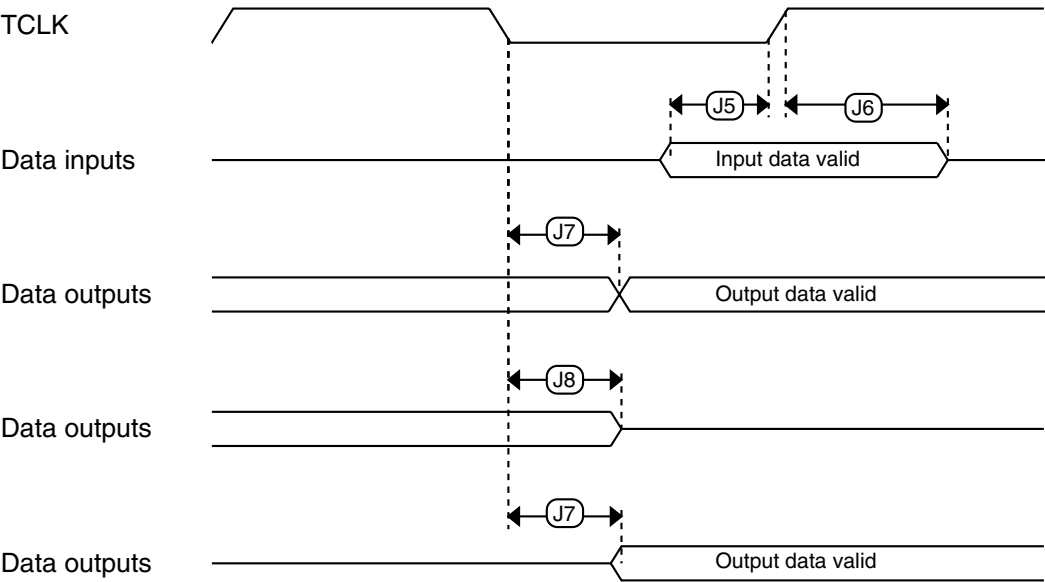 TCLK
J5
J6
Data inputs
Input data valid
J7
Data outputs
Output data valid
J8
Data outputs
J7
Data outputs
Output data valid